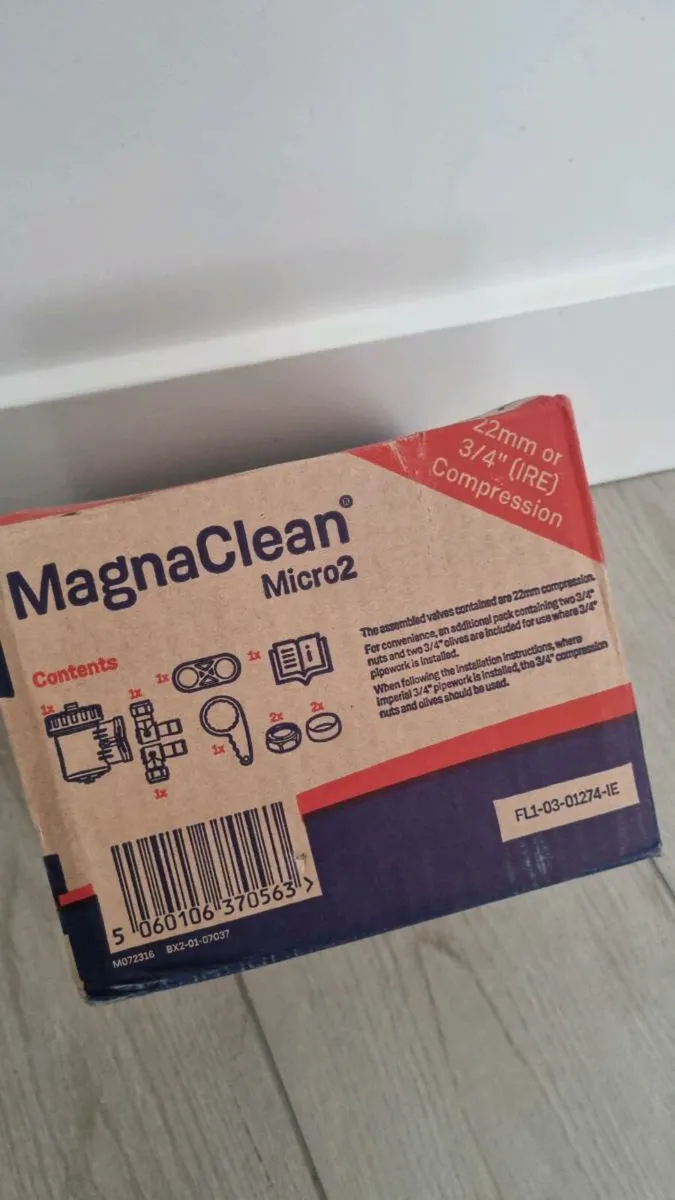 22mm or
3/4" (IRE)
Compression
MagnaClean®
Micro2
The assembled valves contained are 22mm compression.
For convenience, an additional pack containing two 3/4"
nuts and two 3/4" olives are included for use where 3/4"
pipework is installed.
When following the installation instructions, where
imperial 3/4" pipework is installed, the 3/4" compression
nuts and olives should be used.
Contents
1x
1x
1x
1x
1x
1x
2x
2x
FL1-03-01274-IE
5 060106 370563 >
M072316 BX2-01-07037